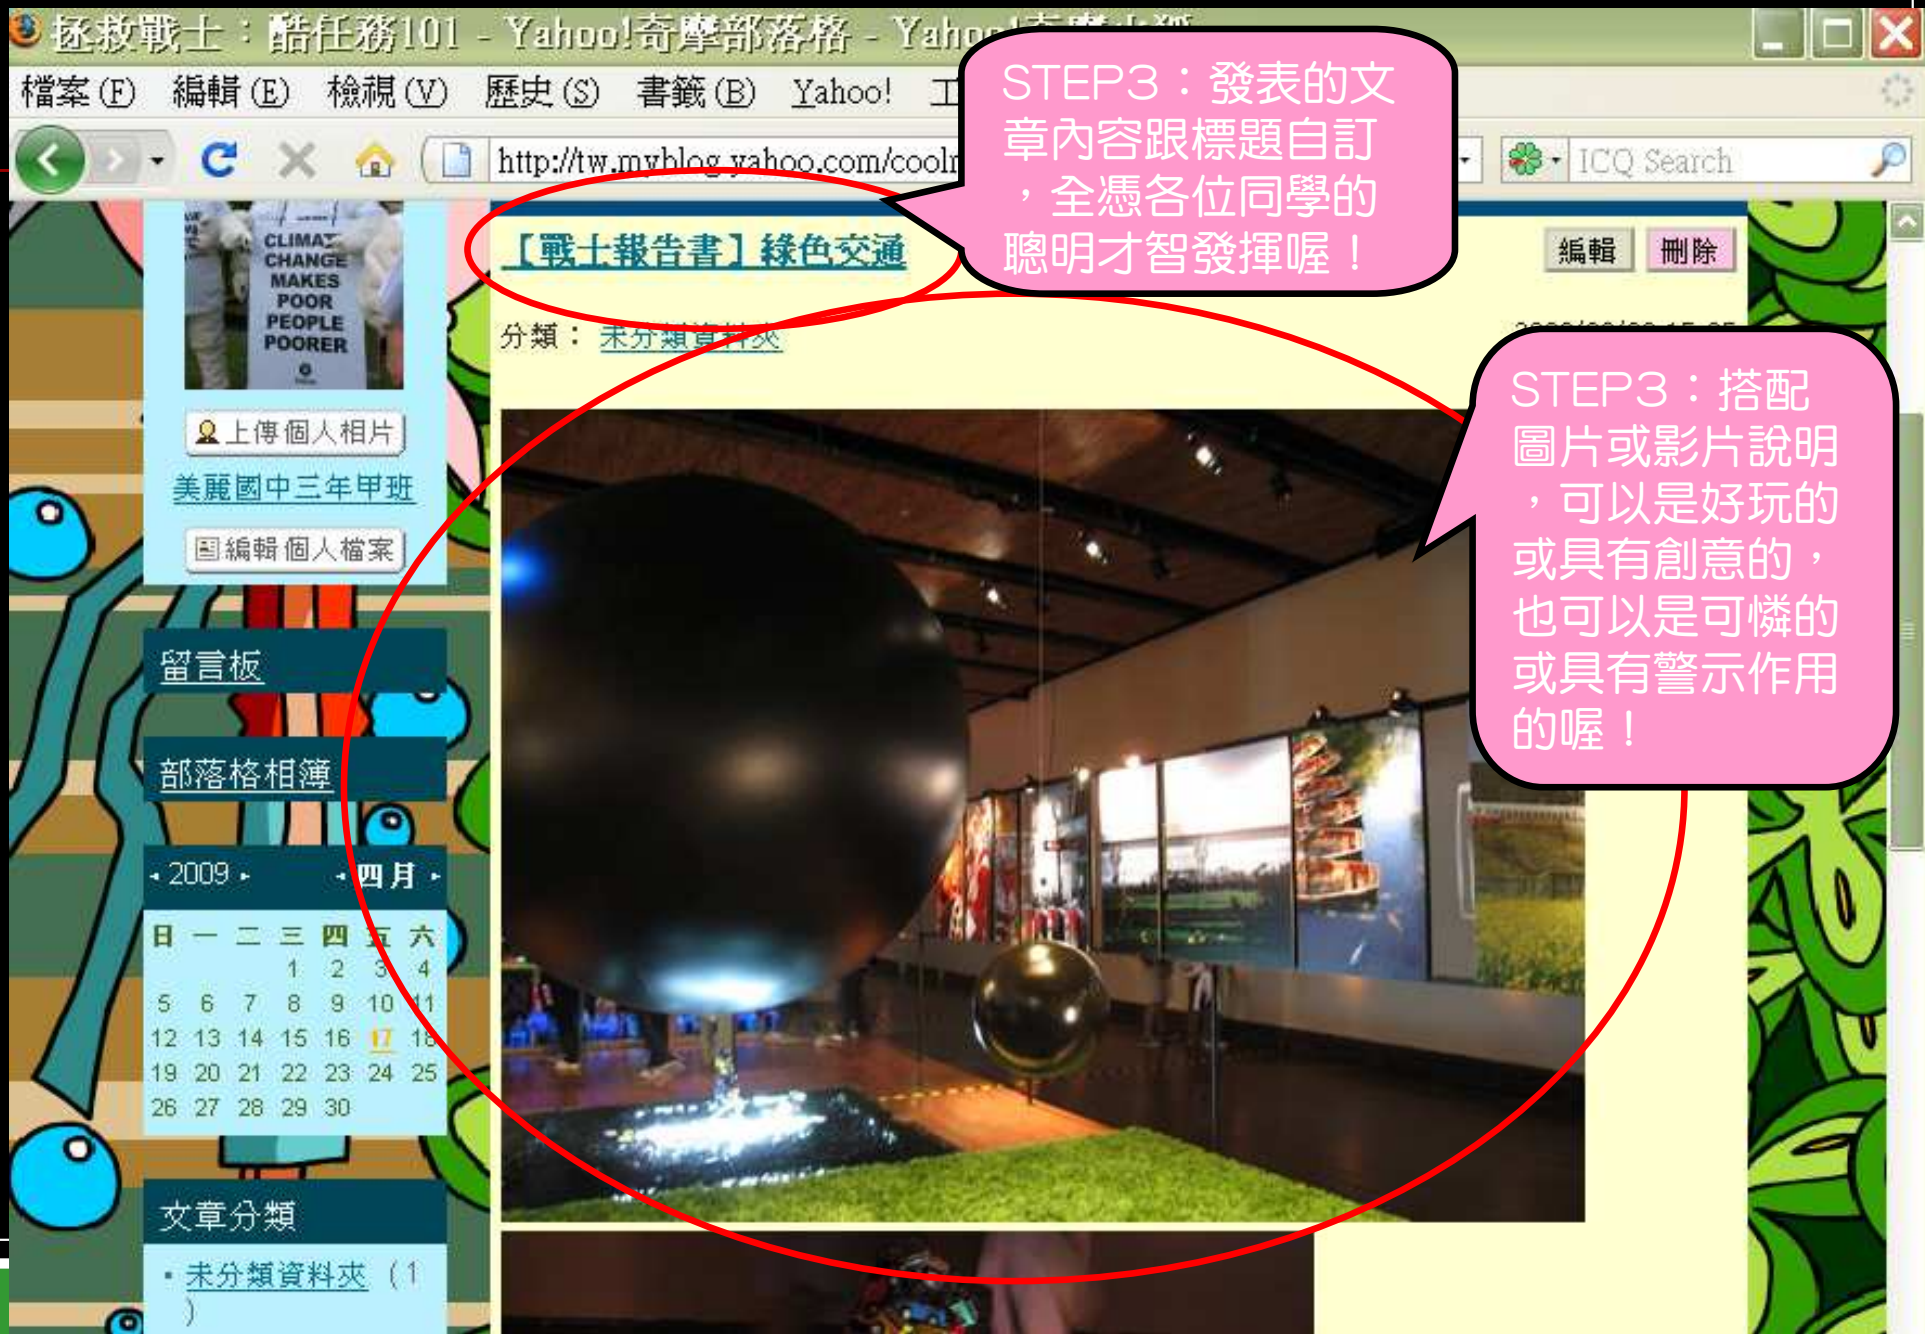 拯救戰士：酷任務101 - Yahoo!奇摩部落格 - Yahoo!奇摩火狐
檔案(F) 編輯(E) 檢視(V) 歷史(S) 書籤(B) Yahoo! 工
http://tw.myblog.yahoo.com/cool
ICQ Search
STEP3：發表的文
章內容跟標題自訂
，全憑各位同學的
聰明才智發揮喔！
CLIMATE
CHANGE
MAKES
POOR
PEOPLE
POORER
【戰士報告書】綠色交通
編輯 刪除
分類： 未分類資料夾
STEP3：搭配
圖片或影片說明
，可以是好玩的
或具有創意的，
也可以是可憐的
或具有警示作用
的喔！
上傳個人相片
美麗國中三年甲班
編輯個人檔案
留言板
部落格相簿
2009 四月
日 一 二 三 四 五 六
1 2 3 4
5 6 7 8 9 10 11
12 13 14 15 16 17 18
19 20 21 22 23 24 25
26 27 28 29 30
文章分類
未分類資料夾 (1
)